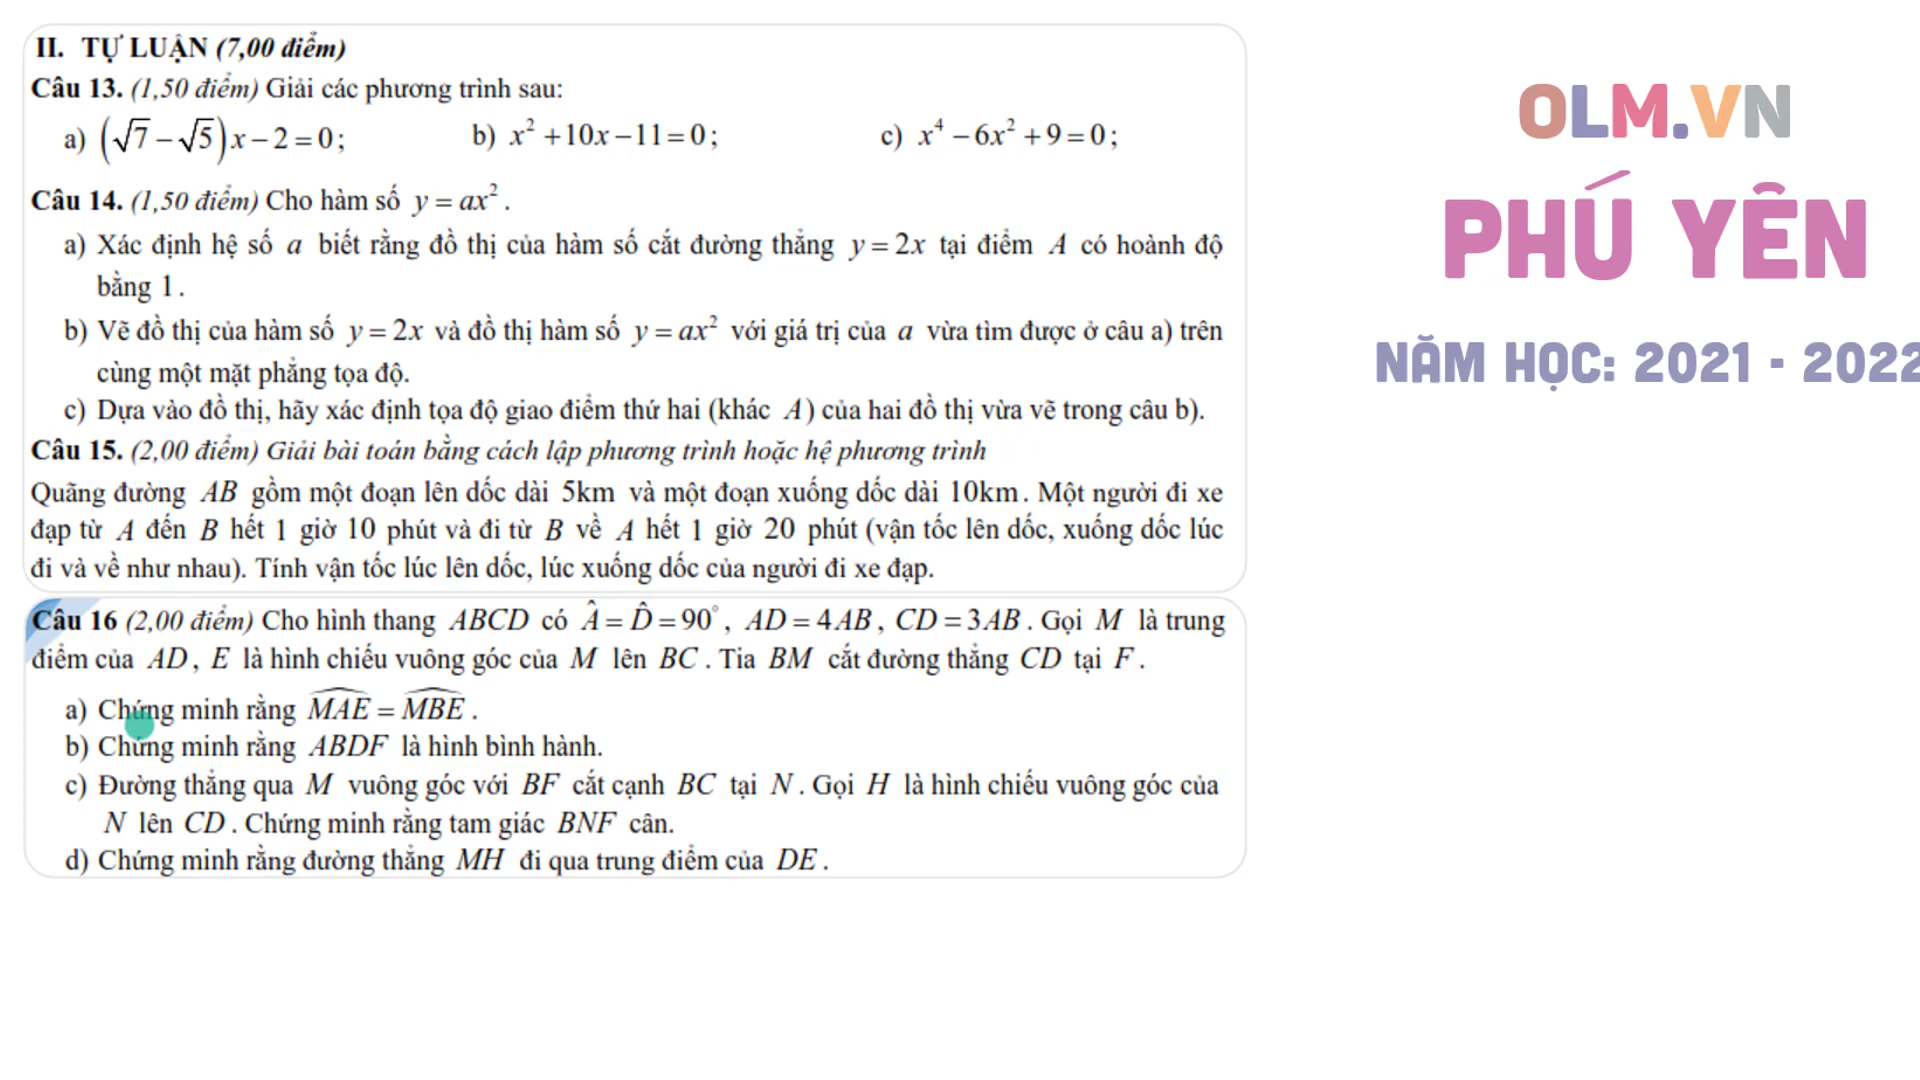 II. TỰ LUẬN (7,00 điểm)
Câu 13. (1,50 điểm) Giải các phương trình sau:
a) (√7 − √5)x − 2 = 0; b) x² + 10x − 11 = 0; c) x⁴ − 6x² + 9 = 0;
Câu 14. (1,50 điểm) Cho hàm số y = ax².
a) Xác định hệ số a biết rằng đồ thị của hàm số cắt đường thẳng y = 2x tại điểm A có hoành độ
bằng 1.
b) Vẽ đồ thị của hàm số y = 2x và đồ thị hàm số y = ax² với giá trị của a vừa tìm được ở câu a) trên
cùng một mặt phẳng tọa độ.
c) Dựa vào đồ thị, hãy xác định tọa độ giao điểm thứ hai (khác A) của hai đồ thị vừa vẽ trong câu b).
Câu 15. (2,00 điểm) Giải bài toán bằng cách lập phương trình hoặc hệ phương trình
Quãng đường AB gồm một đoạn lên dốc dài 5km và một đoạn xuống dốc dài 10km. Một người đi xe
đạp từ A đến B hết 1 giờ 10 phút và đi từ B về A hết 1 giờ 20 phút (vận tốc lên dốc, xuống dốc lúc
đi và về như nhau). Tính vận tốc lúc lên dốc, lúc xuống dốc của người đi xe đạp.
Câu 16 (2,00 điểm) Cho hình thang ABCD có Â = D̂ = 90°, AD = 4AB, CD = 3AB. Gọi M là trung
điểm của AD, E là hình chiếu vuông góc của M lên BC. Tia BM cắt đường thẳng CD tại F.
a) Chứng minh rằng MAE = MBE.
b) Chứng minh rằng ABDF là hình bình hành.
c) Đường thẳng qua M vuông góc với BF cắt cạnh BC tại N. Gọi H là hình chiếu vuông góc của
N lên CD. Chứng minh rằng tam giác BNF cân.
d) Chứng minh rằng đường thẳng MH đi qua trung điểm của DE.
OLM.VN
PHÚ YÊN
NĂM HỌC: 2021 - 2022